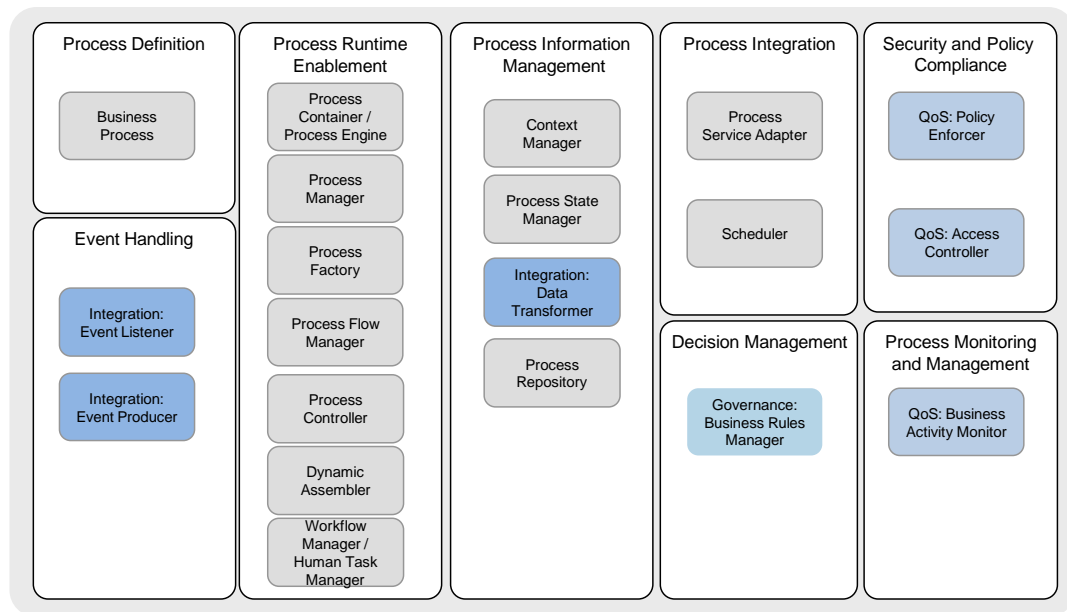 Process Definition
Business
Process
Event Handling
Integration:
Event Listener
Integration:
Event Producer
Process Runtime
Enablement
Process
Container /
Process Engine
Process
Manager
Process
Factory
Process Flow
Manager
Process
Controller
Dynamic
Assembler
Workflow
Manager /
Human Task
Manager
Process Information
Management
Context
Manager
Process State
Manager
Integration:
Data
Transformer
Process
Repository
Process Integration
Process
Service Adapter
Scheduler
Decision Management
Governance:
Business Rules
Manager
Security and Policy
Compliance
QoS: Policy
Enforcer
QoS: Access
Controller
Process Monitoring
and Management
QoS: Business
Activity Monitor